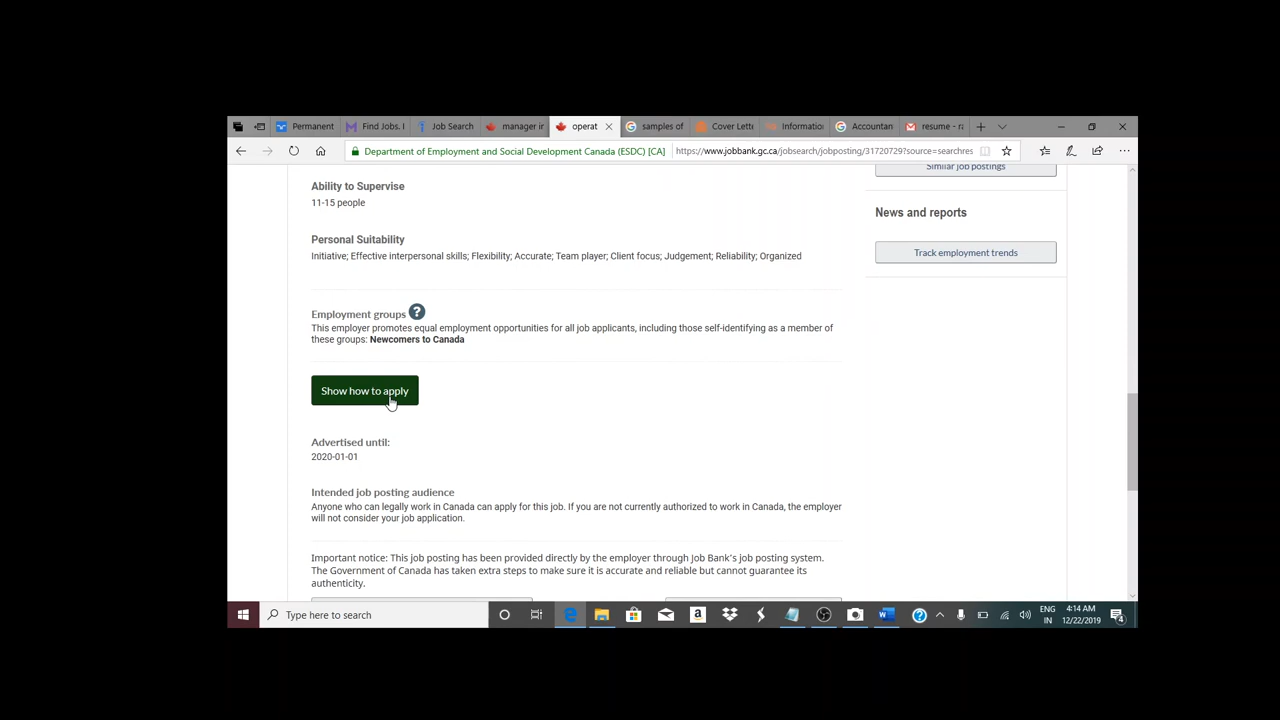 Permanent
Find Jobs. I
Job Search
manager in
operat
samples of
Cover Lette
Information
Accountan
resume - ra
Department of Employment and Social Development Canada (ESDC) [CA]
https://www.jobbank.gc.ca/jobsearch/jobposting/31720729?source=searchres
Ability to Supervise
11-15 people
Personal Suitability
Initiative; Effective interpersonal skills; Flexibility; Accurate; Team player; Client focus; Judgement; Reliability; Organized
Employment groups ?
This employer promotes equal employment opportunities for all job applicants, including those self-identifying as a member of
these groups: Newcomers to Canada
Show how to apply
Advertised until:
2020-01-01
Intended job posting audience
Anyone who can legally work in Canada can apply for this job. If you are not currently authorized to work in Canada, the employer
will not consider your job application.
Important notice: This job posting has been provided directly by the employer through Job Bank's job posting system.
The Government of Canada has taken extra steps to make sure it is accurate and reliable but cannot guarantee its
authenticity.
Similar job postings
News and reports
Track employment trends
Type here to search
ENG
IN
4:14 AM
12/22/2019
4